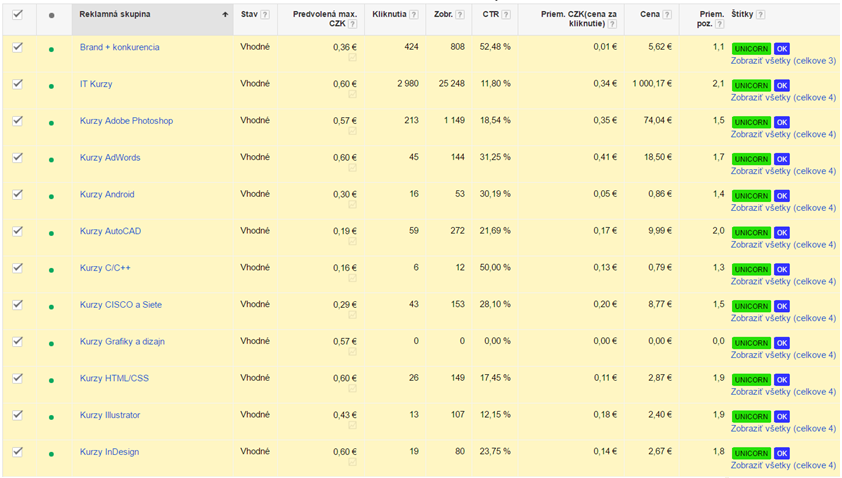 Reklamná skupina Stav ? Predvolená max. CZK ? Kliknutia ? Zobr. ? CTR ? Priem. CZK(cena za kliknutie) ? Cena ? Priem. poz. ? Štítky ?
Brand + konkurencia Vhodné 0,36 € 424 808 52,48 % 0,01 € 5,62 € 1,1 UNICORN OK
Zobraziť všetky (celkove 3)
IT Kurzy Vhodné 0,60 € 2 980 25 248 11,80 % 0,34 € 1 000,17 € 2,1 UNICORN OK
Zobraziť všetky (celkove 4)
Kurzy Adobe Photoshop Vhodné 0,57 € 213 1 149 18,54 % 0,35 € 74,04 € 1,5 UNICORN OK
Zobraziť všetky (celkove 4)
Kurzy AdWords Vhodné 0,60 € 45 144 31,25 % 0,41 € 18,50 € 1,7 UNICORN OK
Zobraziť všetky (celkove 4)
Kurzy Android Vhodné 0,30 € 16 53 30,19 % 0,05 € 0,86 € 1,4 UNICORN OK
Zobraziť všetky (celkove 4)
Kurzy AutoCAD Vhodné 0,19 € 59 272 21,69 % 0,17 € 9,99 € 2,0 UNICORN OK
Zobraziť všetky (celkove 4)
Kurzy C/C++ Vhodné 0,16 € 6 12 50,00 % 0,13 € 0,79 € 1,3 UNICORN OK
Zobraziť všetky (celkove 4)
Kurzy CISCO a Siete Vhodné 0,29 € 43 153 28,10 % 0,20 € 8,77 € 1,5 UNICORN OK
Zobraziť všetky (celkove 4)
Kurzy Grafiky a dizajn Vhodné 0,57 € 0 0 0,00 % 0,00 € 0,00 € 0,0 UNICORN OK
Zobraziť všetky (celkove 4)
Kurzy HTML/CSS Vhodné 0,60 € 26 149 17,45 % 0,11 € 2,87 € 1,9 UNICORN OK
Zobraziť všetky (celkove 4)
Kurzy Illustrator Vhodné 0,43 € 13 107 12,15 % 0,18 € 2,40 € 1,9 UNICORN OK
Zobraziť všetky (celkove 4)
Kurzy InDesign Vhodné 0,60 € 19 80 23,75 % 0,14 € 2,67 € 1,8 UNICORN OK
Zobraziť všetky (celkove 4)